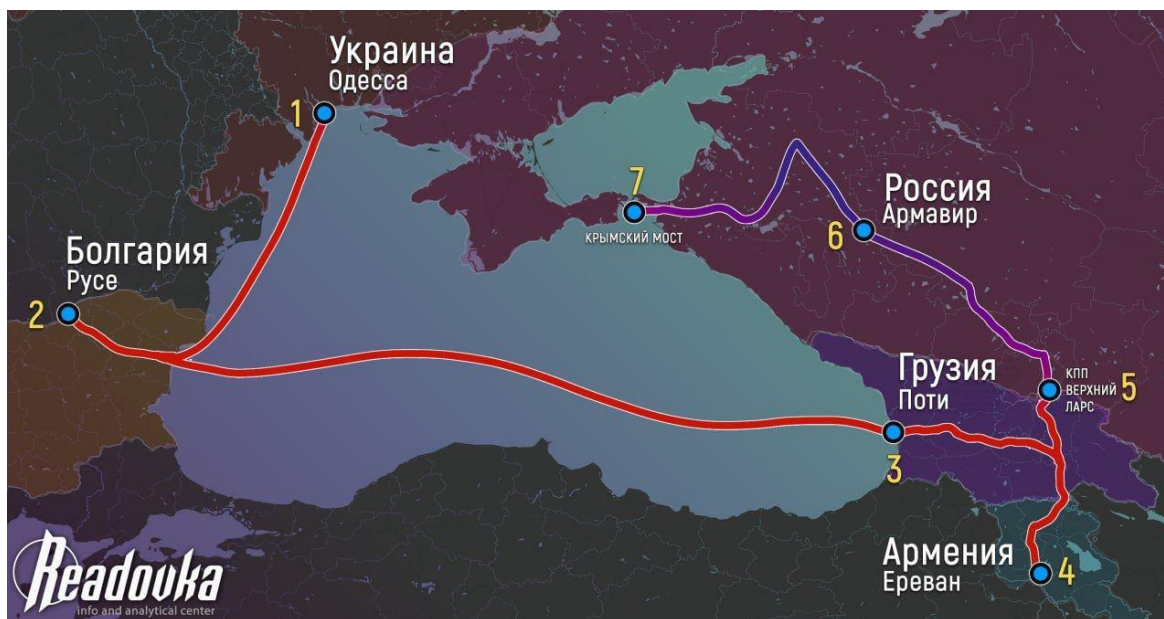 Украина
Одесса
1
7
КРЫМСКИЙ МОСТ
Россия
Армавир
6
Болгария
Русе
2
Грузия
Поти
3
КПП
ВЕРХНИЙ
ЛАРС
5
Армения
Ереван
4
Readovka
info and analytical center